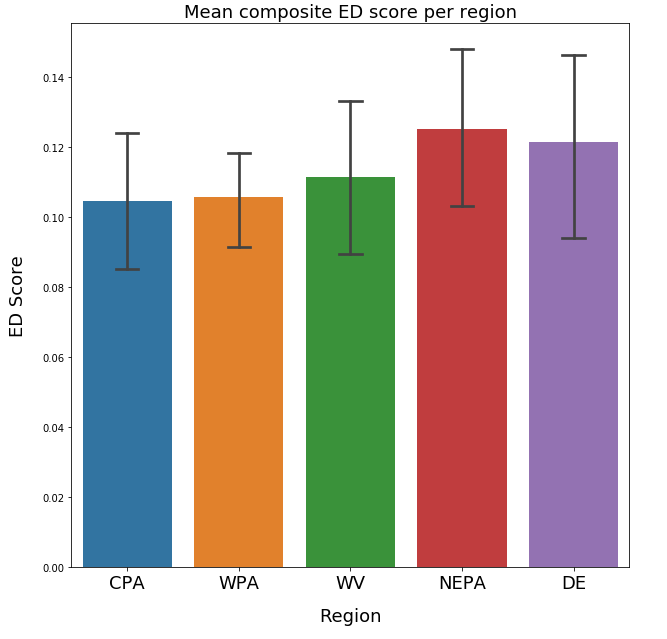 Mean composite ED score per region
ED Score
0.14
0.12
0.10
0.08
0.06
0.04
0.02
0.00
CPA WPA WV NEPA DE
Region